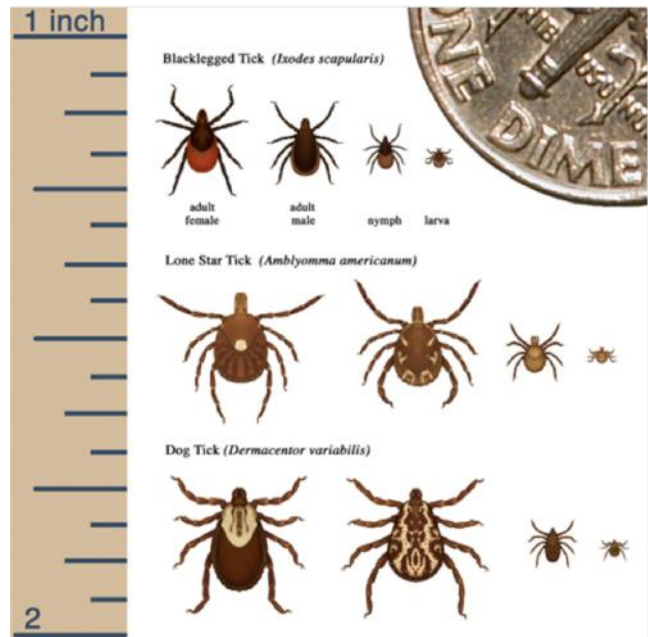 1 inch
Blacklegged Tick (Ixodes scapularis)
adult female
adult male
nymph
larva
ONE DIME
Lone Star Tick (Amblyomma americanum)
Dog Tick (Dermacentor variabilis)
2